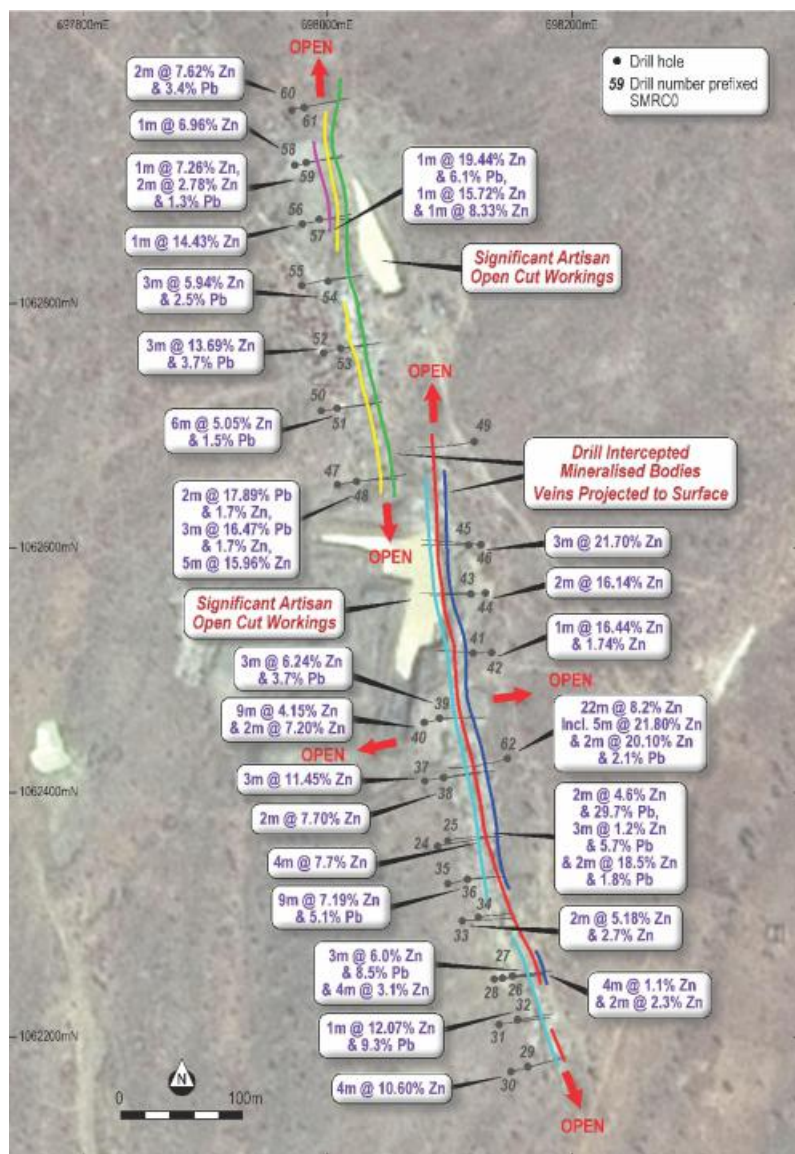 697800mE
698000mE
698200mE
OPEN
Drill hole
59 Drill number prefixed
SMRC0
2m @ 7.62% Zn
& 3.4% Pb
60
61
1m @ 6.96% Zn
58
59
1m @ 7.26% Zn,
2m @ 2.78% Zn
& 1.3% Pb
1m @ 19.44% Zn
& 6.1% Pb,
1m @ 15.72% Zn
& 1m @ 8.33% Zn
56
57
1m @ 14.43% Zn
Significant Artisan
Open Cut Workings
55
54
3m @ 5.94% Zn
& 2.5% Pb
1062800mN
52
53
3m @ 13.69% Zn
& 3.7% Pb
OPEN
50
51
6m @ 5.05% Zn
& 1.5% Pb
49
Drill Intercepted
Mineralised Bodies
Veins Projected to Surface
47
48
2m @ 17.89% Pb
& 1.7% Zn,
3m @ 16.47% Pb
& 1.7% Zn,
5m @ 15.96% Zn
OPEN
1062600mN
45
46
3m @ 21.70% Zn
43
44
2m @ 16.14% Zn
Significant Artisan
Open Cut Workings
41
42
1m @ 16.44% Zn
& 1.74% Zn
3m @ 6.24% Zn
& 3.7% Pb
39
40
OPEN
9m @ 4.15% Zn
& 2m @ 7.20% Zn
22m @ 8.2% Zn
Incl. 5m @ 21.80% Zn
& 2m @ 20.10% Zn
& 2.1% Pb
62
OPEN
37
38
3m @ 11.45% Zn
1062400mN
2m @ 7.70% Zn
2m @ 4.6% Zn
& 29.7% Pb,
3m @ 1.2% Zn
& 5.7% Pb
& 2m @ 18.5% Zn
& 1.8% Pb
25
24
4m @ 7.7% Zn
35
36
9m @ 7.19% Zn
& 5.1% Pb
34
33
2m @ 5.18% Zn
& 2.7% Zn
3m @ 6.0% Zn
& 8.5% Pb
& 4m @ 3.1% Zn
27
28
26
4m @ 1.1% Zn
& 2m @ 2.3% Zn
32
31
1m @ 12.07% Zn
& 9.3% Pb
1062200mN
29
30
4m @ 10.60% Zn
N
0
100m
OPEN